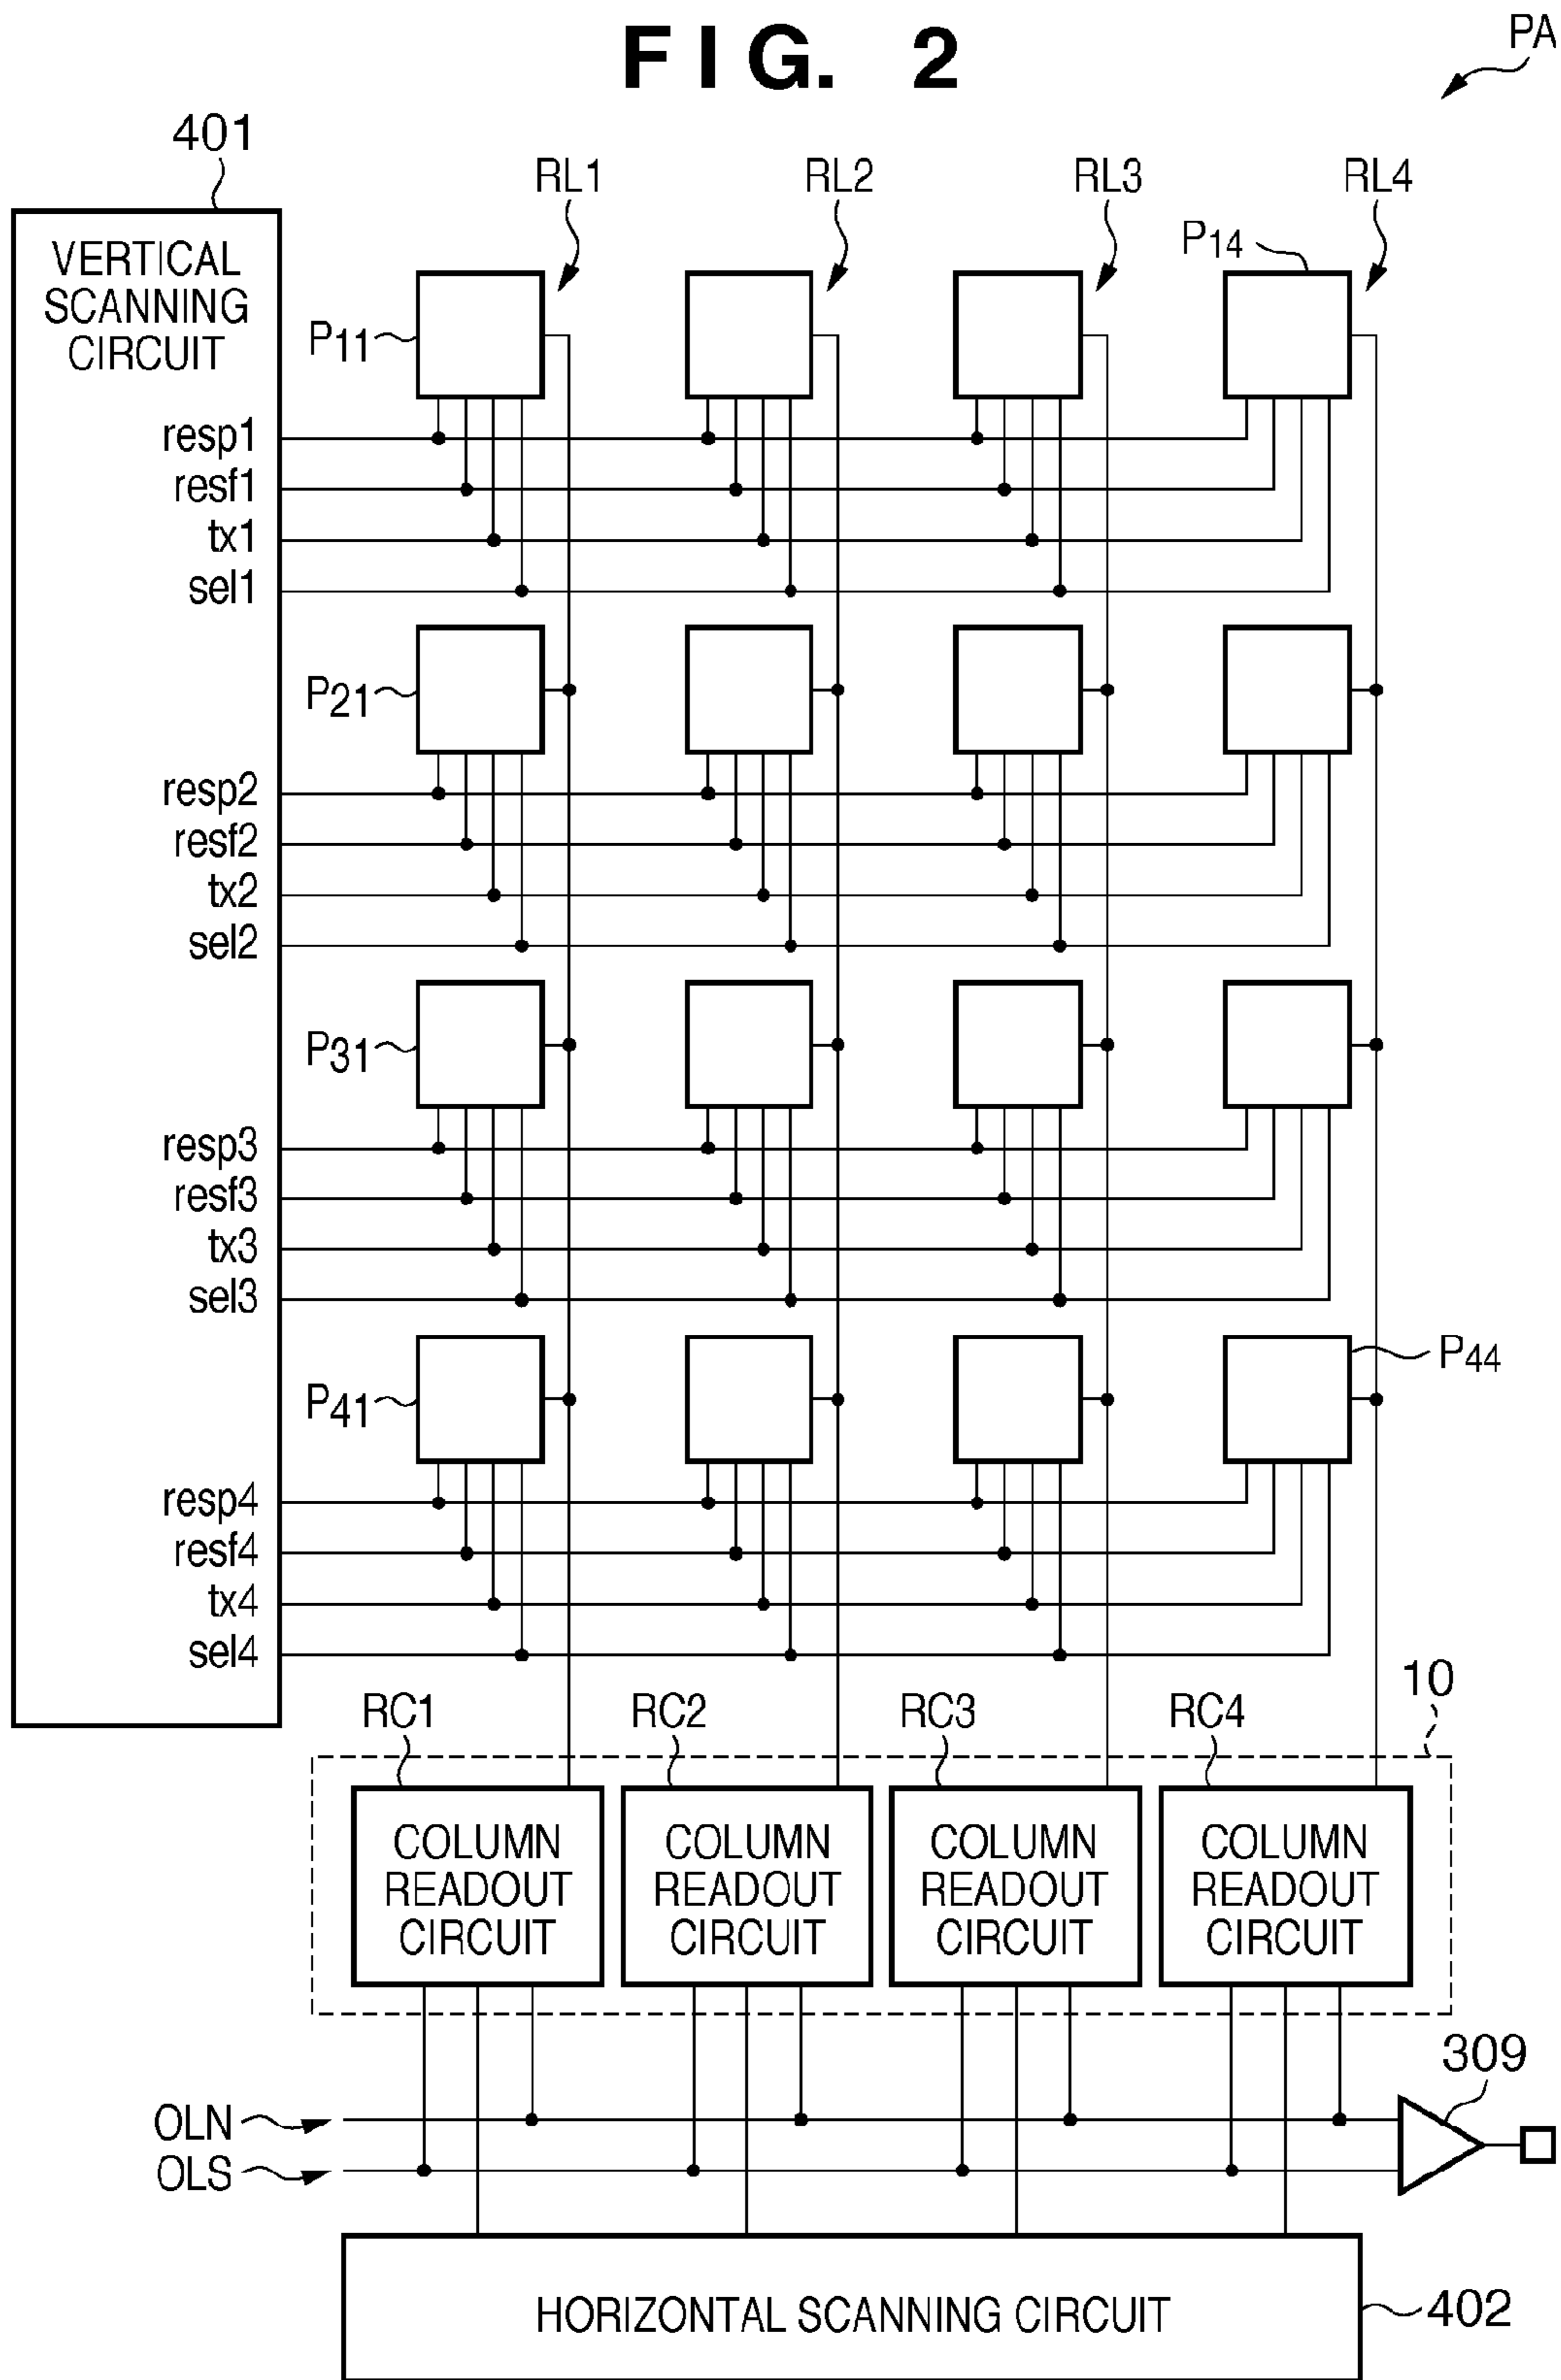 FIG. 2
PA
401
RL1 RL2 RL3 RL4
VERTICAL
SCANNING
CIRCUIT
P14
P11
resp1
resf1
tx1
sel1
P21
resp2
resf2
tx2
sel2
P31
resp3
resf3
tx3
sel3
P41
P44
resp4
resf4
tx4
sel4
10
RC1 RC2 RC3 RC4
COLUMN
READOUT
CIRCUIT
COLUMN
READOUT
CIRCUIT
COLUMN
READOUT
CIRCUIT
COLUMN
READOUT
CIRCUIT
309
OLN
OLS
HORIZONTAL SCANNING CIRCUIT
402